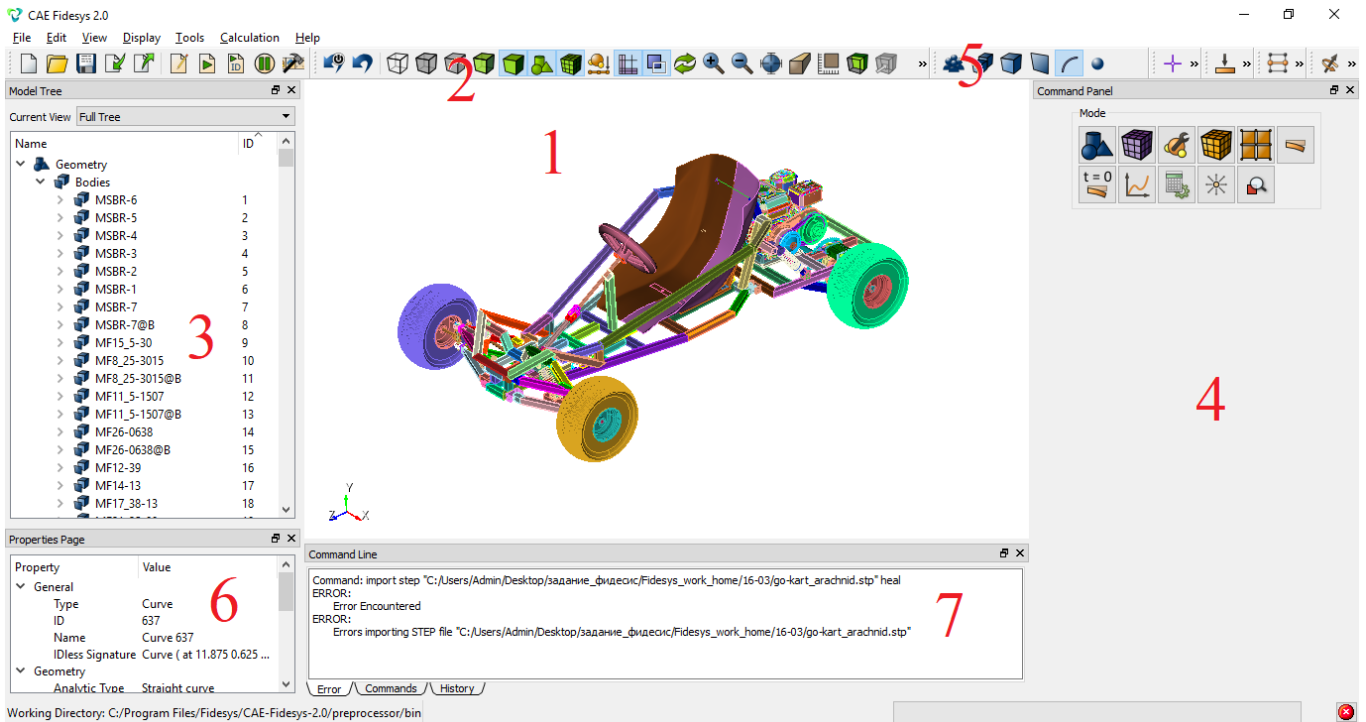 CAE Fidesys 2.0
File Edit View Display Tools Calculation Help
2
5
Model Tree
Current View Full Tree
Name ID
Geometry
Bodies
MSBR-6 1
MSBR-5 2
MSBR-4 3
MSBR-3 4
MSBR-2 5
MSBR-1 6
MSBR-7 7
MSBR-7@B 8
MF15_5-30 9
MF8_25-3015 10
MF8_25-3015@B 11
MF11_5-1507 12
MF11_5-1507@B 13
MF26-0638 14
MF26-0638@B 15
MF12-39 16
MF14-13 17
MF17_38-13 18
3
1
Y
Z X
Command Panel
Mode
t = 0
4
Properties Page
Property Value
General
Type Curve
ID 637
Name Curve 637
IDless Signature Curve ( at 11.875 0.625 ...
Geometry
Analytic Type Straight curve
6
Command Line
Command: import step "C:/Users/Admin/Desktop/задание_фидесис/Fidesys_work_home/16-03/go-kart_arachnid.stp" heal
ERROR:
Error Encountered
ERROR:
Errors importing STEP file "C:/Users/Admin/Desktop/задание_фидесис/Fidesys_work_home/16-03/go-kart_arachnid.stp"
7
Error Commands History
Working Directory: C:/Program Files/Fidesys/CAE-Fidesys-2.0/preprocessor/bin